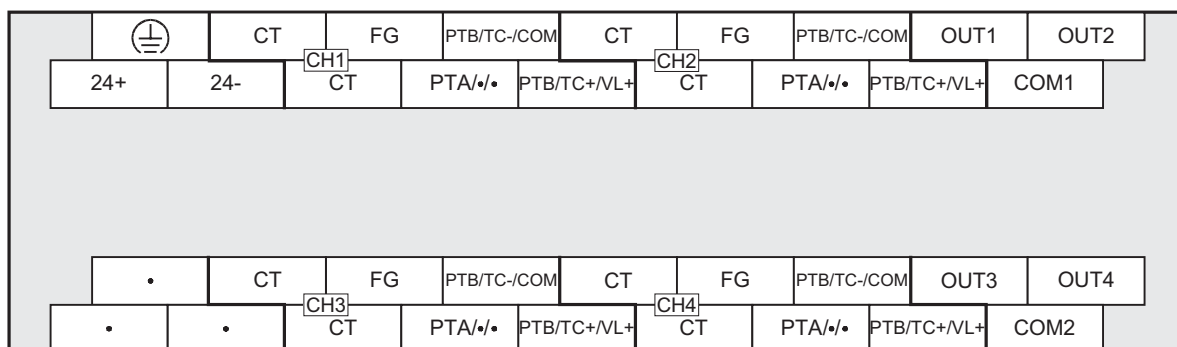 CT FG PTB/TC-/COM CT FG PTB/TC-/COM OUT1 OUT2
CH1 CH2
24+ 24- CT PTA/•/• PTB/TC+/VL+ CT PTA/•/• PTB/TC+/VL+ COM1
• CT FG PTB/TC-/COM CT FG PTB/TC-/COM OUT3 OUT4
CH3 CH4
• • CT PTA/•/• PTB/TC+/VL+ CT PTA/•/• PTB/TC+/VL+ COM2